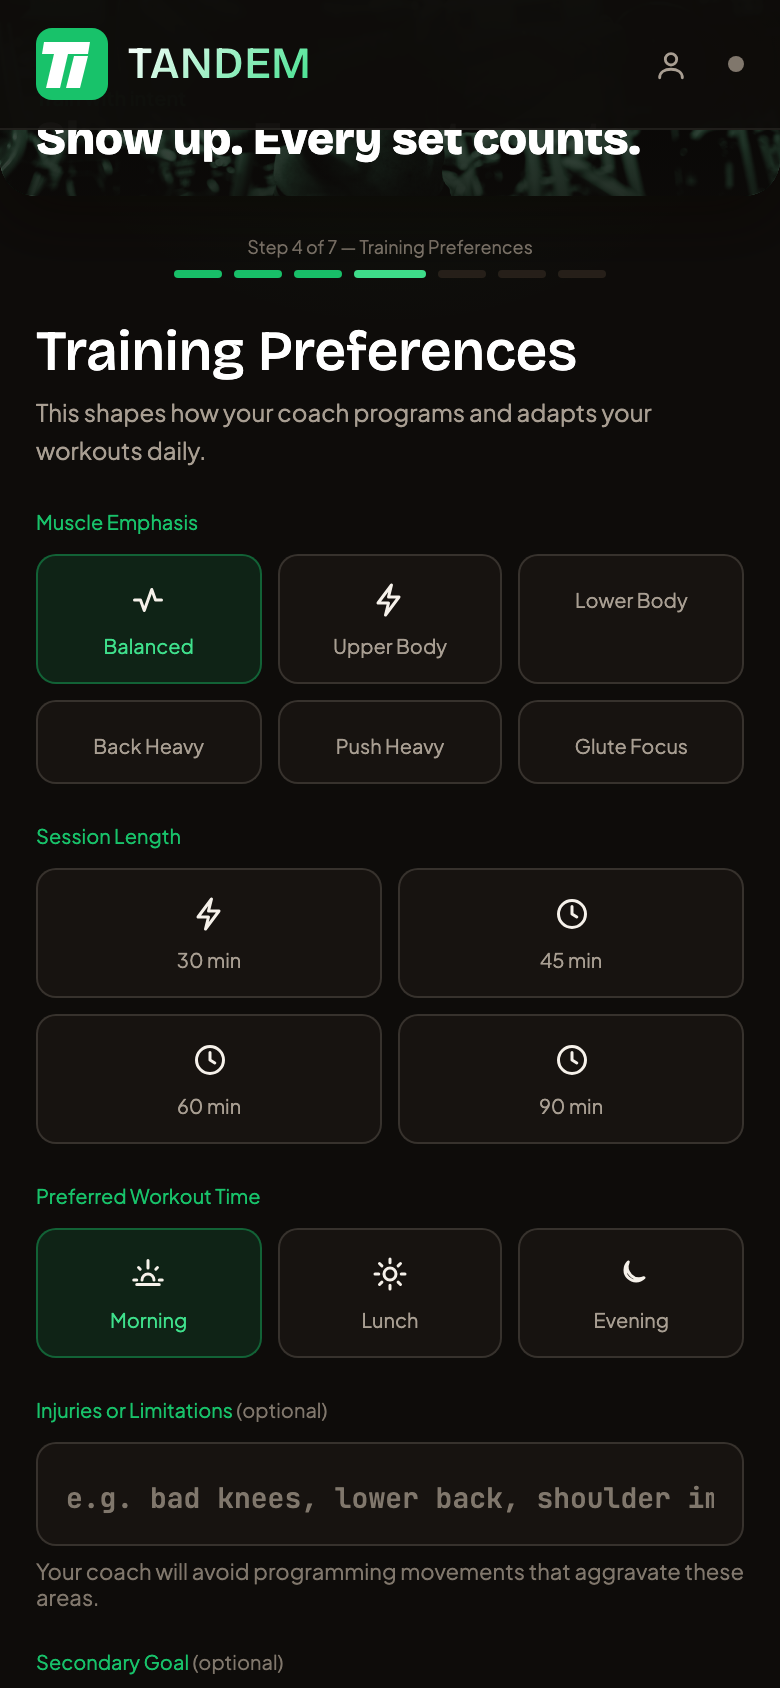 Ti TANDEM
Show up. Every set counts.
Step 4 of 7 — Training Preferences
Training Preferences
This shapes how your coach programs and adapts your
workouts daily.
Muscle Emphasis
Balanced
Upper Body
Lower Body
Back Heavy
Push Heavy
Glute Focus
Session Length
30 min
45 min
60 min
90 min
Preferred Workout Time
Morning
Lunch
Evening
Injuries or Limitations (optional)
e.g. bad knees, lower back, shoulder im
Your coach will avoid programming movements that aggravate these
areas.
Secondary Goal (optional)